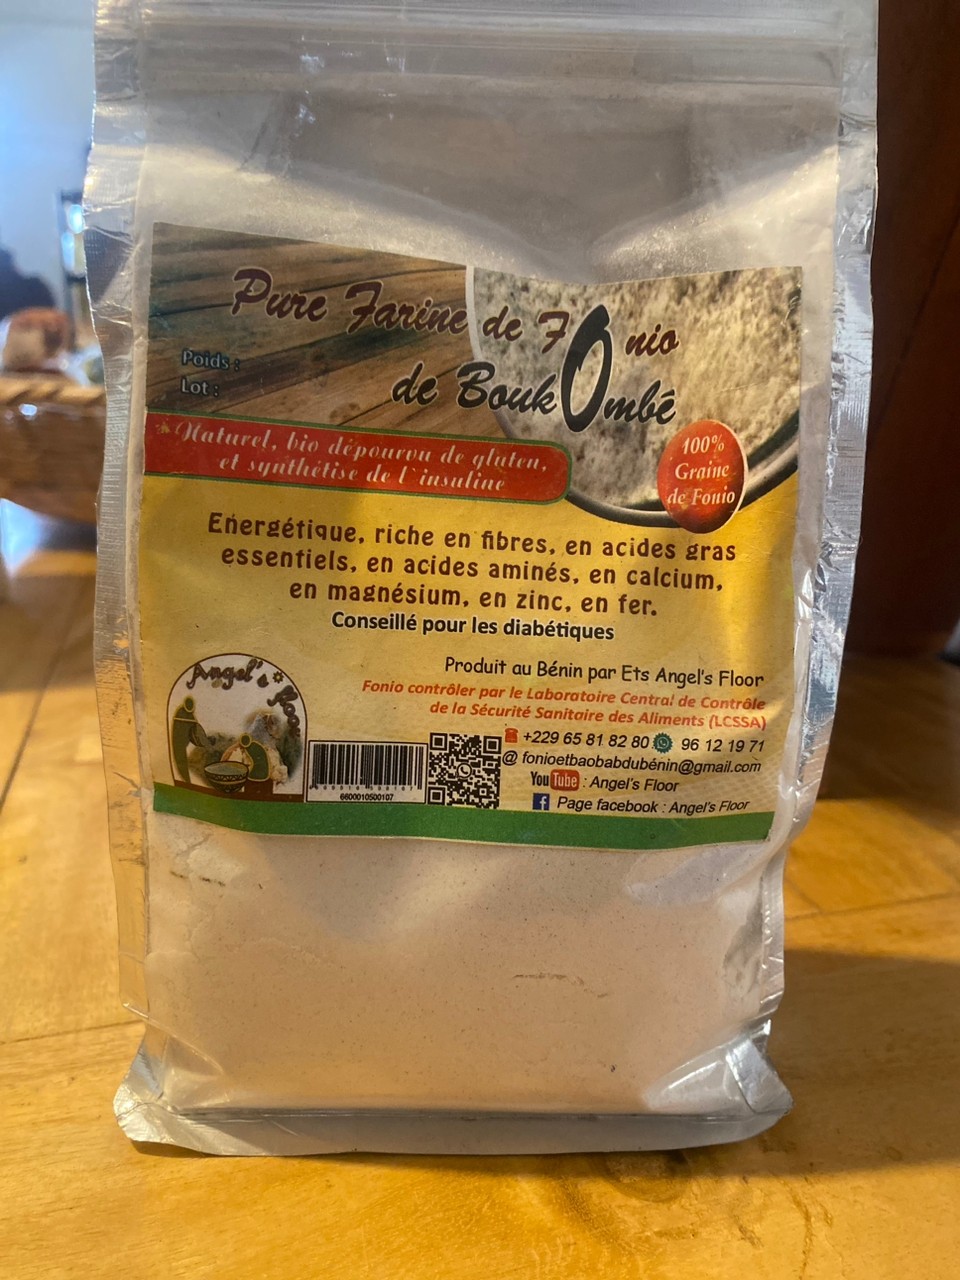 Pure Farine de FOnio
de BoukOmbé
Poids :
Lot :
Naturel, bio dépourvu de gluten,
et synthétise de l'insuline
100%
Graine
de Fonio
Energétique, riche en fibres, en acides gras
essentiels, en acides aminés, en calcium,
en magnésium, en zinc, en fer.
Conseillé pour les diabétiques
Produit au Bénin par Ets Angel's Floor
Fonio contrôler par le Laboratoire Central de Contrôle
de la Sécurité Sanitaire des Aliments (LCSSA)
+229 65 81 82 80 96 12 19 71
@ fonioetbaobabdubénin@gmail.com
YouTube : Angel's Floor
f Page facebook : Angel's Floor
Angel's floor
6600010500107